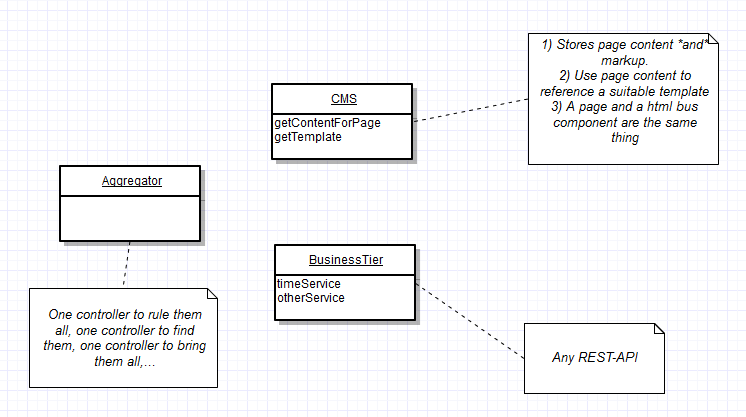 1) Stores page content *and*
markup.
2) Use page content to
reference a suitable template
3) A page and a html bus
component are the same
thing
CMS
getContentForPage
getTemplate
Aggregator
BusinessTier
timeService
otherService
One controller to rule them
all, one controller to find
them, one controller to bring
them all,...
Any REST-API